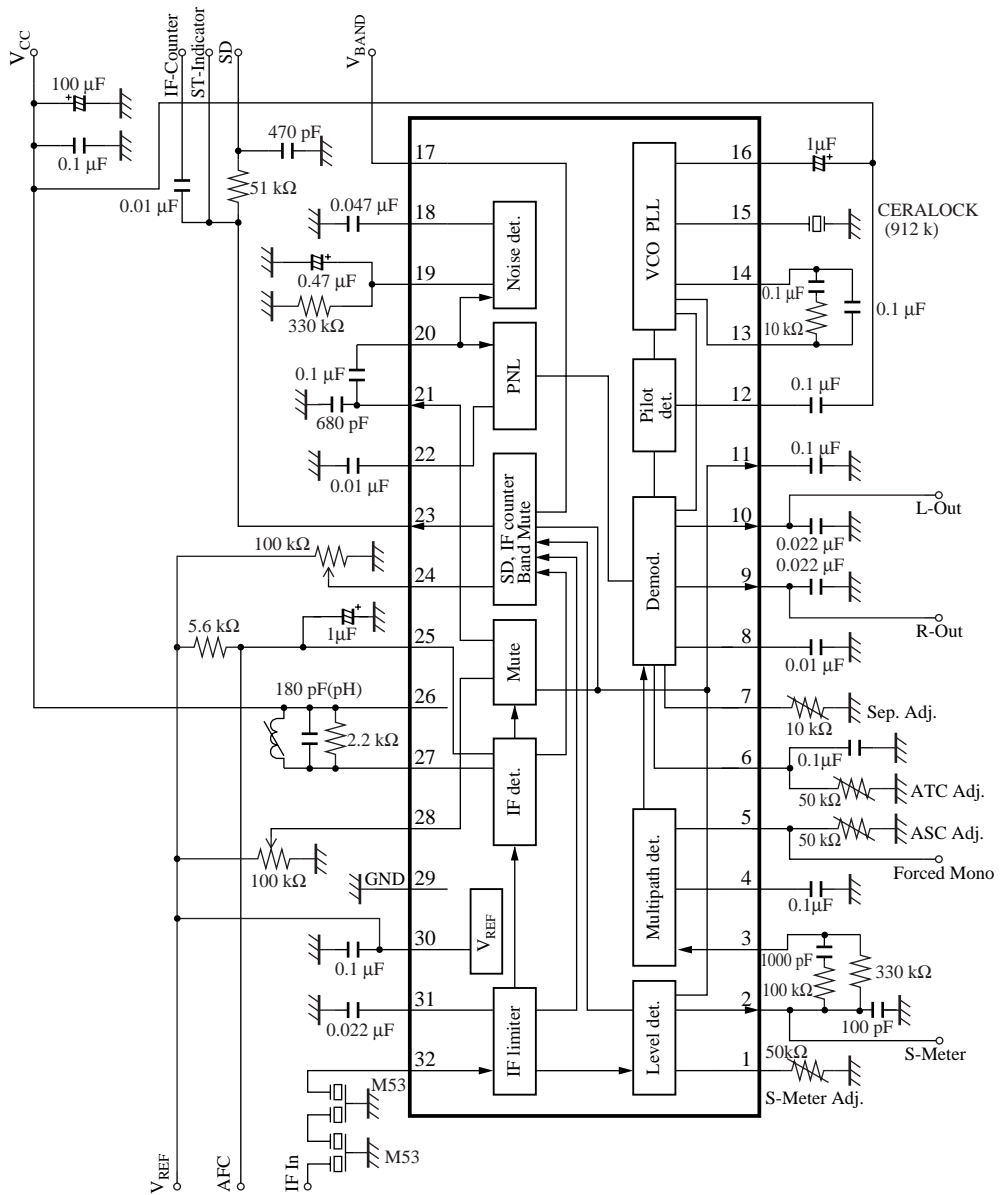 V_CC
IF-Counter
ST-Indicator
SD
V_BAND
100 µF
+
0.1 µF
0.01 µF
51 kΩ
470 pF
0.047 µF
+
0.47 µF
330 kΩ
0.1 µF
680 pF
0.01 µF
100 kΩ
5.6 kΩ
1µF
+
180 pF(pH)
2.2 kΩ
100 kΩ
GND
0.1 µF
0.022 µF
M53
M53
V_REF
AFC
IF In
17
18
19
20
21
22
23
24
25
26
27
28
29
30
31
32
Noise det.
PNL
SD, IF counter
Band Mute
Mute
IF det.
V_REF
IF limiter
VCO PLL
Pilot
det.
Demod.
Multipath det.
Level det.
16
15
14
13
12
11
10
9
8
7
6
5
4
3
2
1
1µF
+
CERALOCK
(912 k)
0.1 µF
10 kΩ
0.1 µF
0.1 µF
0.1 µF
L-Out
0.022 µF
0.022 µF
R-Out
0.01 µF
10 kΩ
Sep. Adj.
0.1µF
50 kΩ
ATC Adj.
50 kΩ
ASC Adj.
Forced Mono
0.1µF
1000 pF
100 kΩ
330 kΩ
100 pF
S-Meter
50kΩ
S-Meter Adj.